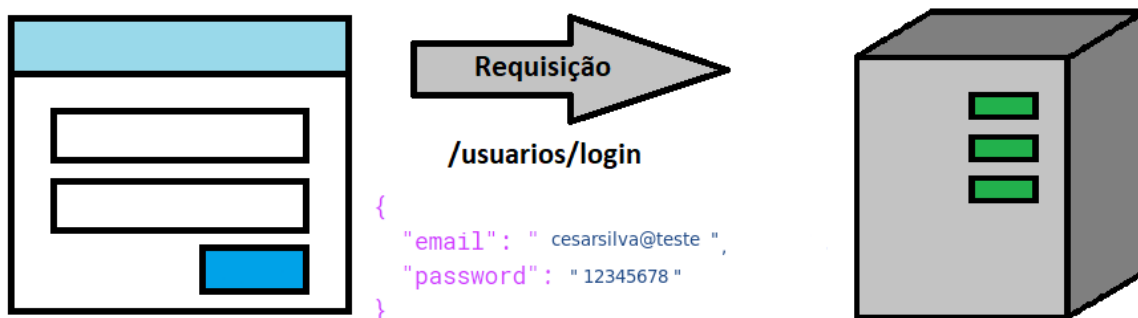 Requisição
/usuarios/login
{
"email": " cesarsilva@teste ",
"password": "12345678"
}